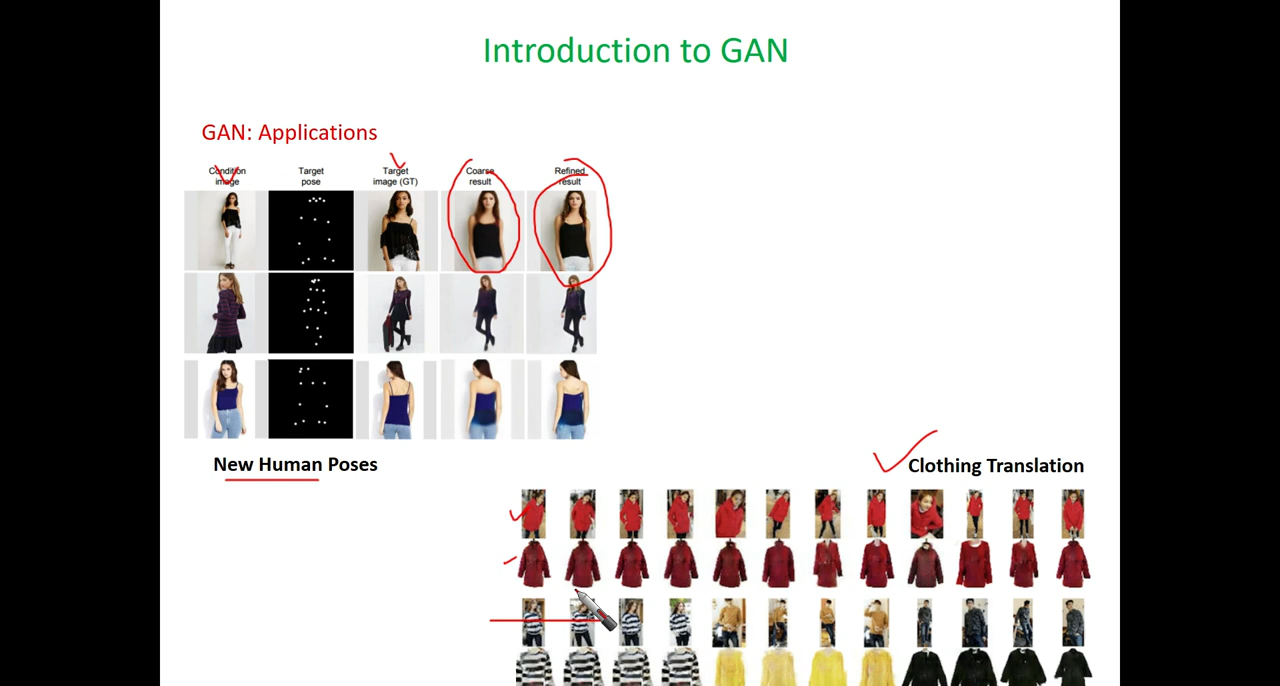 Introduction to GAN
GAN: Applications
Condition image
Target pose
Target image (GT)
Coarse result
Refined result
New Human Poses
Clothing Translation